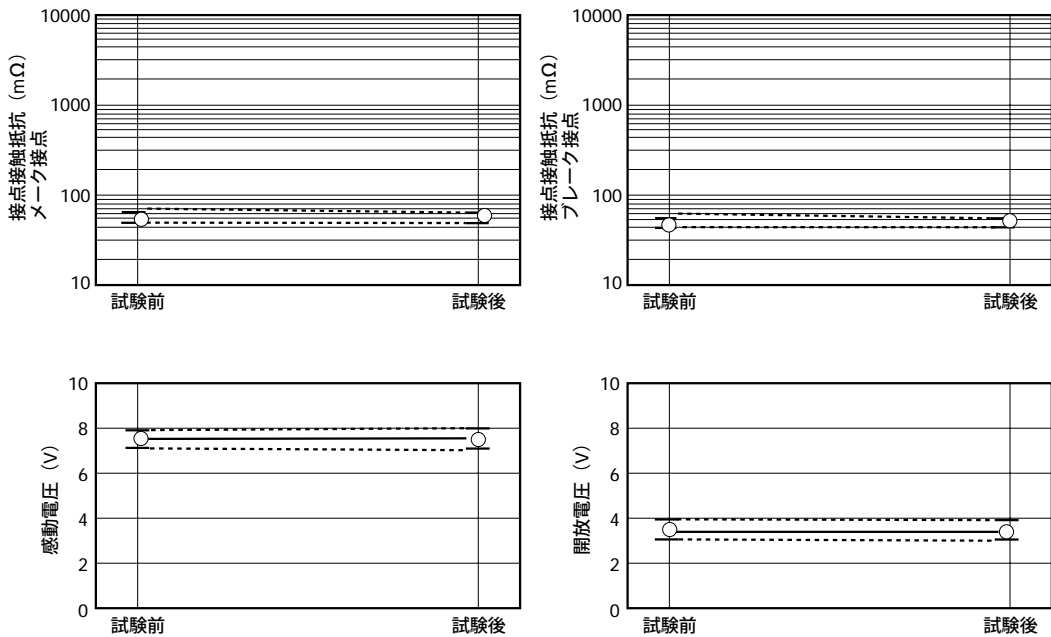 接点接触抵抗 (mΩ)
メーク接点
10000
1000
100
10
試験前
試験後
接点接触抵抗 (mΩ)
ブレーク接点
10000
1000
100
10
試験前
試験後
感動電圧 (V)
10
8
6
4
2
0
試験前
試験後
開放電圧 (V)
10
8
6
4
2
0
試験前
試験後